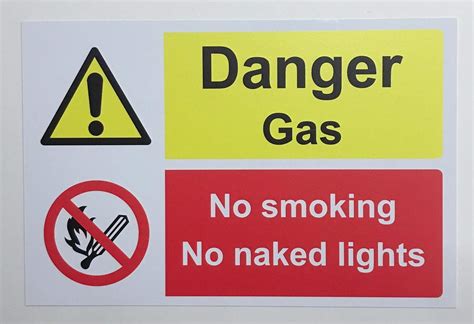 Danger
Gas
No smoking
No naked lights